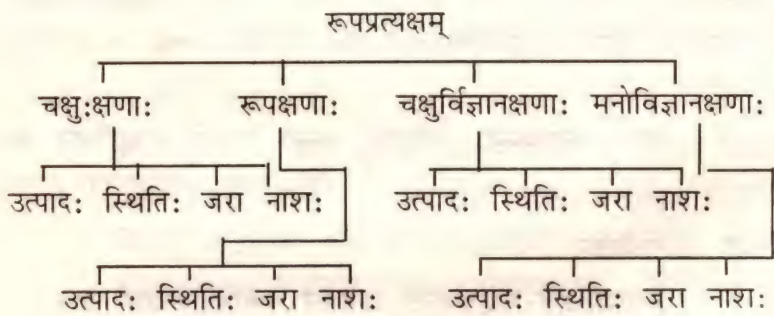 रूपप्रत्यक्षम्
चक्षु:क्षणा: रूपक्षणा: चक्षुर्विज्ञानक्षणा: मनोविज्ञानक्षणा:
उत्पाद: स्थिति: जरा नाश: उत्पाद: स्थिति: जरा नाश:
उत्पाद: स्थिति: जरा नाश: उत्पाद: स्थिति: जरा नाश: